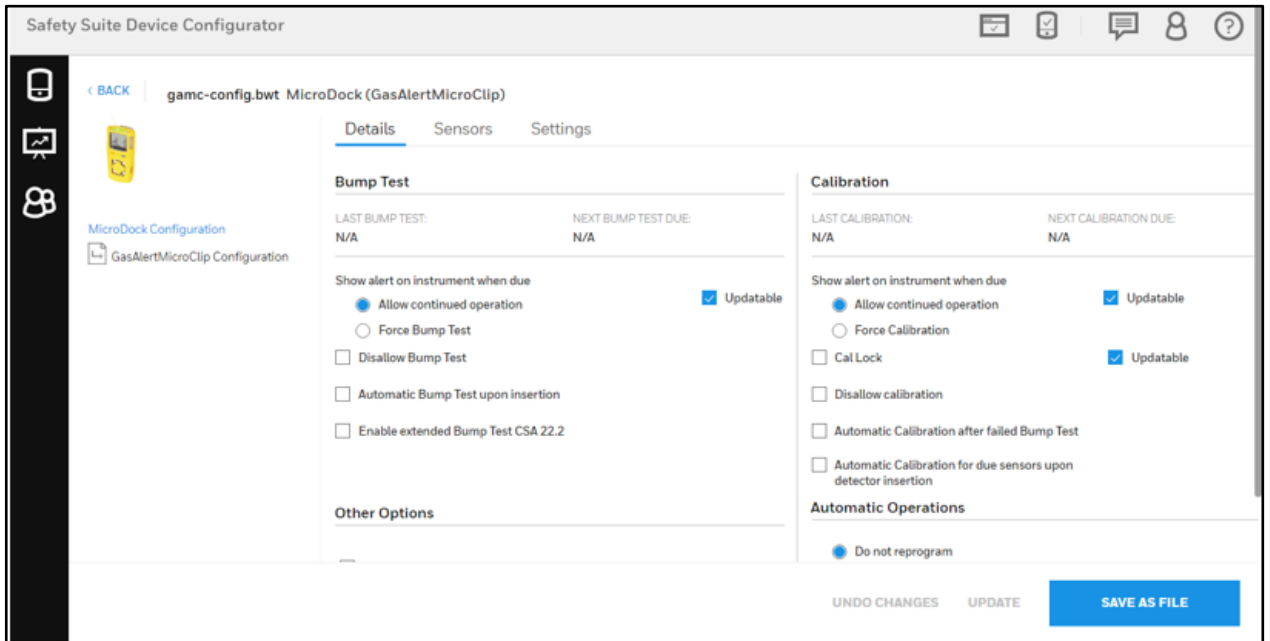 Safety Suite Device Configurator
< BACK
gamc-config.bwt MicroDock (GasAlertMicroClip)
MicroDock Configuration
GasAlertMicroClip Configuration
Details Sensors Settings
Bump Test
LAST BUMP TEST: NEXT BUMP TEST DUE:
N/A N/A
Show alert on instrument when due
Allow continued operation
Updatable
Force Bump Test
Disallow Bump Test
Automatic Bump Test upon insertion
Enable extended Bump Test CSA 22.2
Other Options
Calibration
LAST CALIBRATION: NEXT CALIBRATION DUE:
N/A N/A
Show alert on instrument when due
Allow continued operation
Updatable
Force Calibration
Cal Lock Updatable
Disallow calibration
Automatic Calibration after failed Bump Test
Automatic Calibration for due sensors upon
detector insertion
Automatic Operations
Do not reprogram
UNDO CHANGES UPDATE SAVE AS FILE